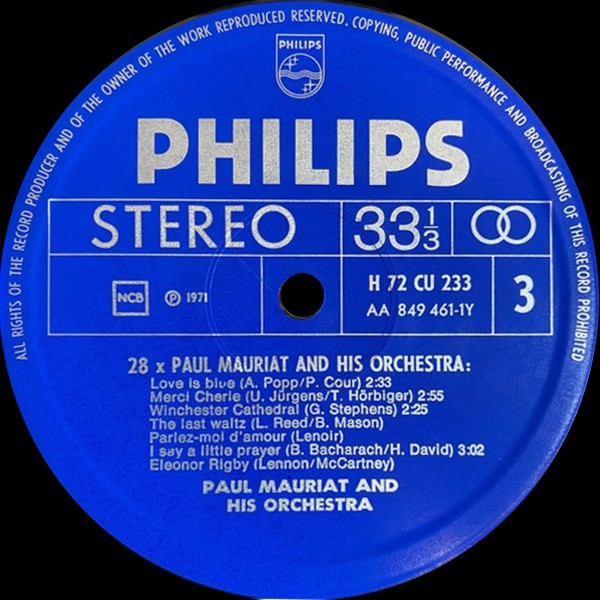 ALL RIGHTS OF THE RECORD PRODUCER AND OF THE OWNER OF THE WORK REPRODUCED RESERVED. COPYING, PUBLIC PERFORMANCE AND BROADCASTING OF THIS RECORD PROHIBITED
PHILIPS
PHILIPS
STEREO 33 1/3
NCB ℗ 1971 H 72 CU 233 3
AA 849 461-1Y
28 x PAUL MAURIAT AND HIS ORCHESTRA:
Love is blue (A. Popp/P. Cour) 2:33
Merci Cherie (U. Jürgens/T. Hörbiger) 2:55
Winchester Cathedral (G. Stephens) 2:25
The last waltz (L. Reed/B. Mason)
Parlez-moi d'amour (Lenoir)
I say a little prayer (B. Bacharach/H. David) 3:02
Eleonor Rigby (Lennon/McCartney)
PAUL MAURIAT AND
HIS ORCHESTRA